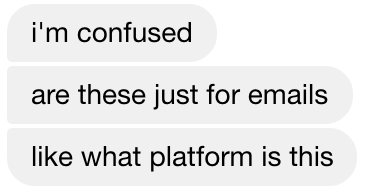 i'm confused
are these just for emails
like what platform is this